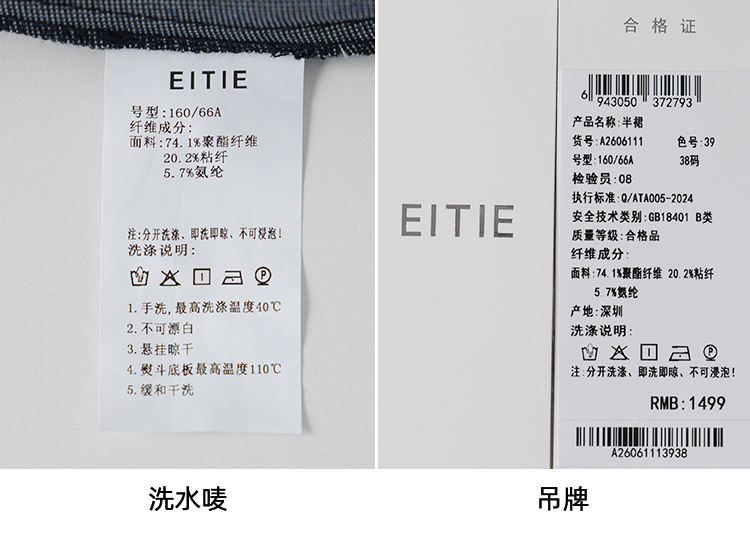 EITIE
号型:160/66A
纤维成分:
面料:74.1%聚酯纤维
20.2%粘纤
5.7%氨纶
注:分开洗涤、即洗即晾、不可浸泡!
洗涤说明:
1.手洗,最高洗涤温度40℃
2.不可漂白
3.悬挂晾干
4.熨斗底板最高温度110℃
5.缓和干洗
洗水唛
EITIE
合格证
6 943050 372793
产品名称:半裙
货号:A2606111 色号:39
号型:160/66A 38码
检验员:08
执行标准:Q/ATA005-2024
安全技术类别:GB18401 B类
质量等级:合格品
纤维成分:
面料:74.1%聚酯纤维 20.2%粘纤
5.7%氨纶
产地:深圳
洗涤说明:
注:分开洗涤、即洗即晾、不可浸泡!
RMB:1499
A26061113938
吊牌